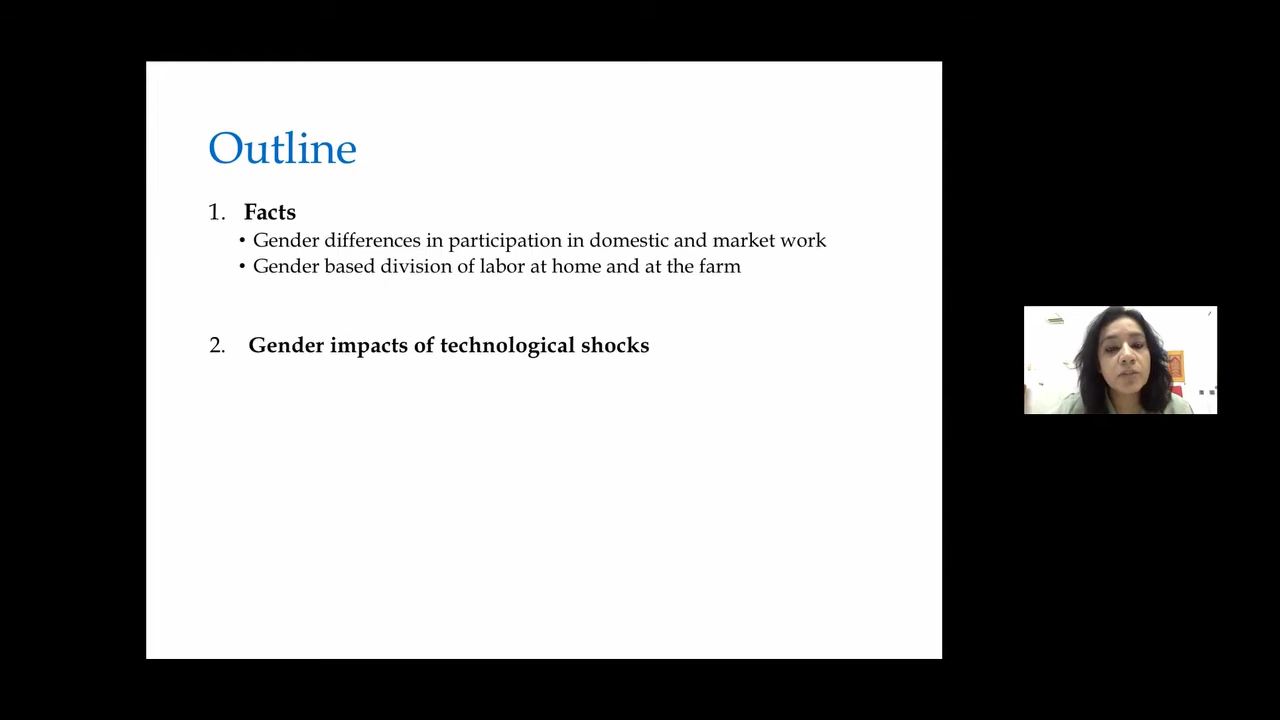 Outline
1. Facts
• Gender differences in participation in domestic and market work
• Gender based division of labor at home and at the farm
2. Gender impacts of technological shocks